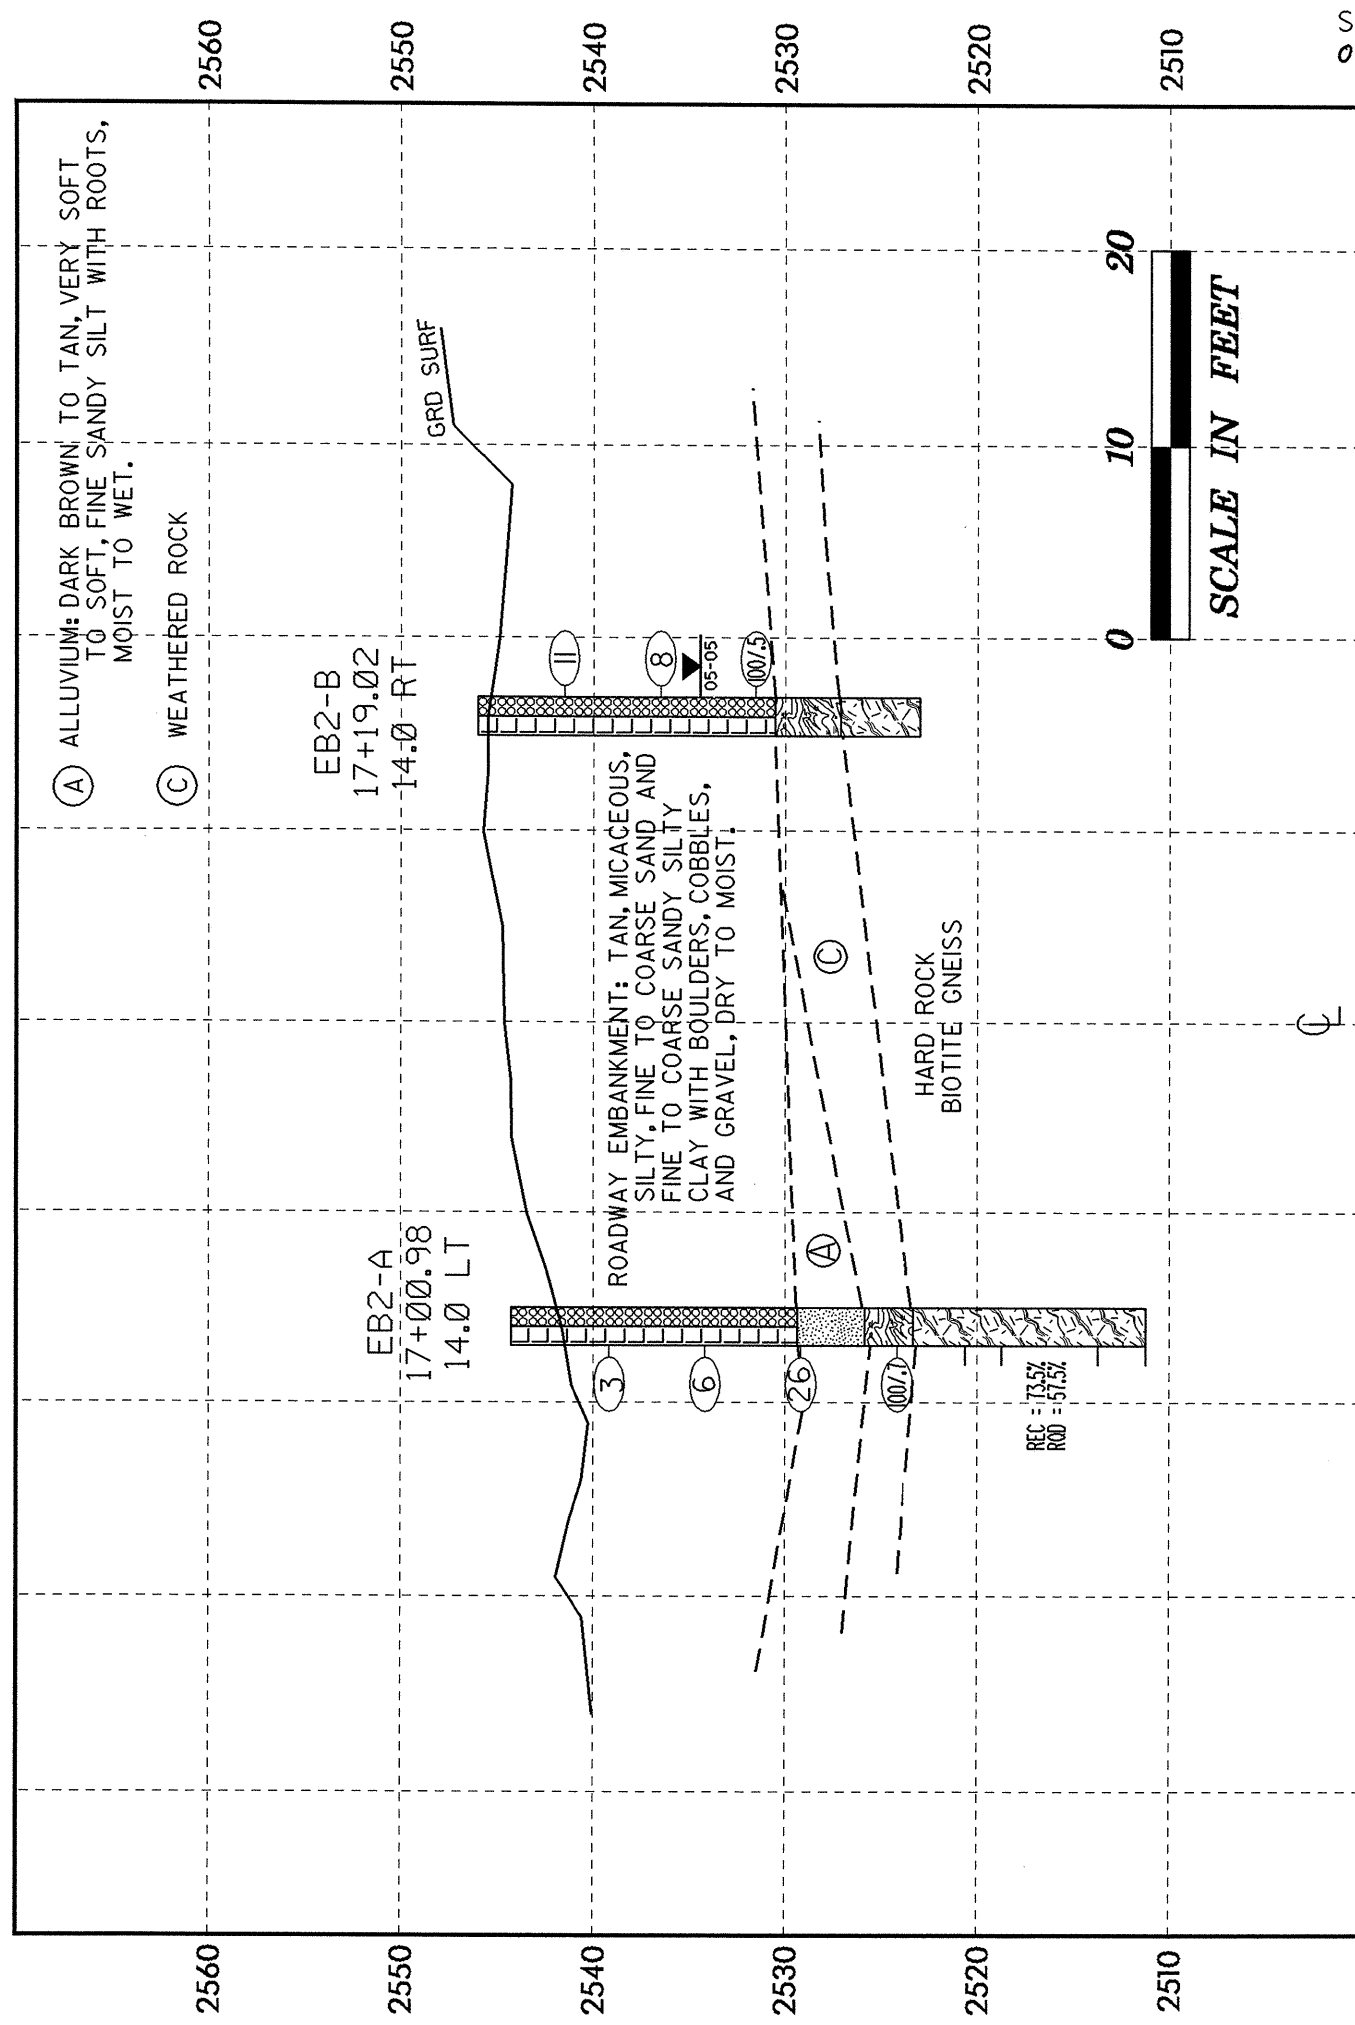 Ⓐ ALLUVIUM: DARK BROWN TO TAN, VERY SOFT
TO SOFT, FINE SANDY SILT WITH ROOTS,
MOIST TO WET.
Ⓒ WEATHERED ROCK
2560
2560
2550
2550
2540
2540
2530
2530
2520
2520
2510
2510
EB2-A
17+00.98
14.0 LT
EB2-B
17+19.02
14.0 RT
GRD SURF
3
6
26
100/.7
11
8
05-05
100/.5
ROADWAY EMBANKMENT: TAN, MICACEOUS,
SILTY, FINE TO COARSE SAND AND
FINE TO COARSE SANDY SILTY
CLAY WITH BOULDERS, COBBLES,
AND GRAVEL, DRY TO MOIST.
Ⓐ
Ⓒ
HARD ROCK
BIOTITE GNEISS
REC = 73.5%
RQD = 57.5%
0 10 20
SCALE IN FEET
℄